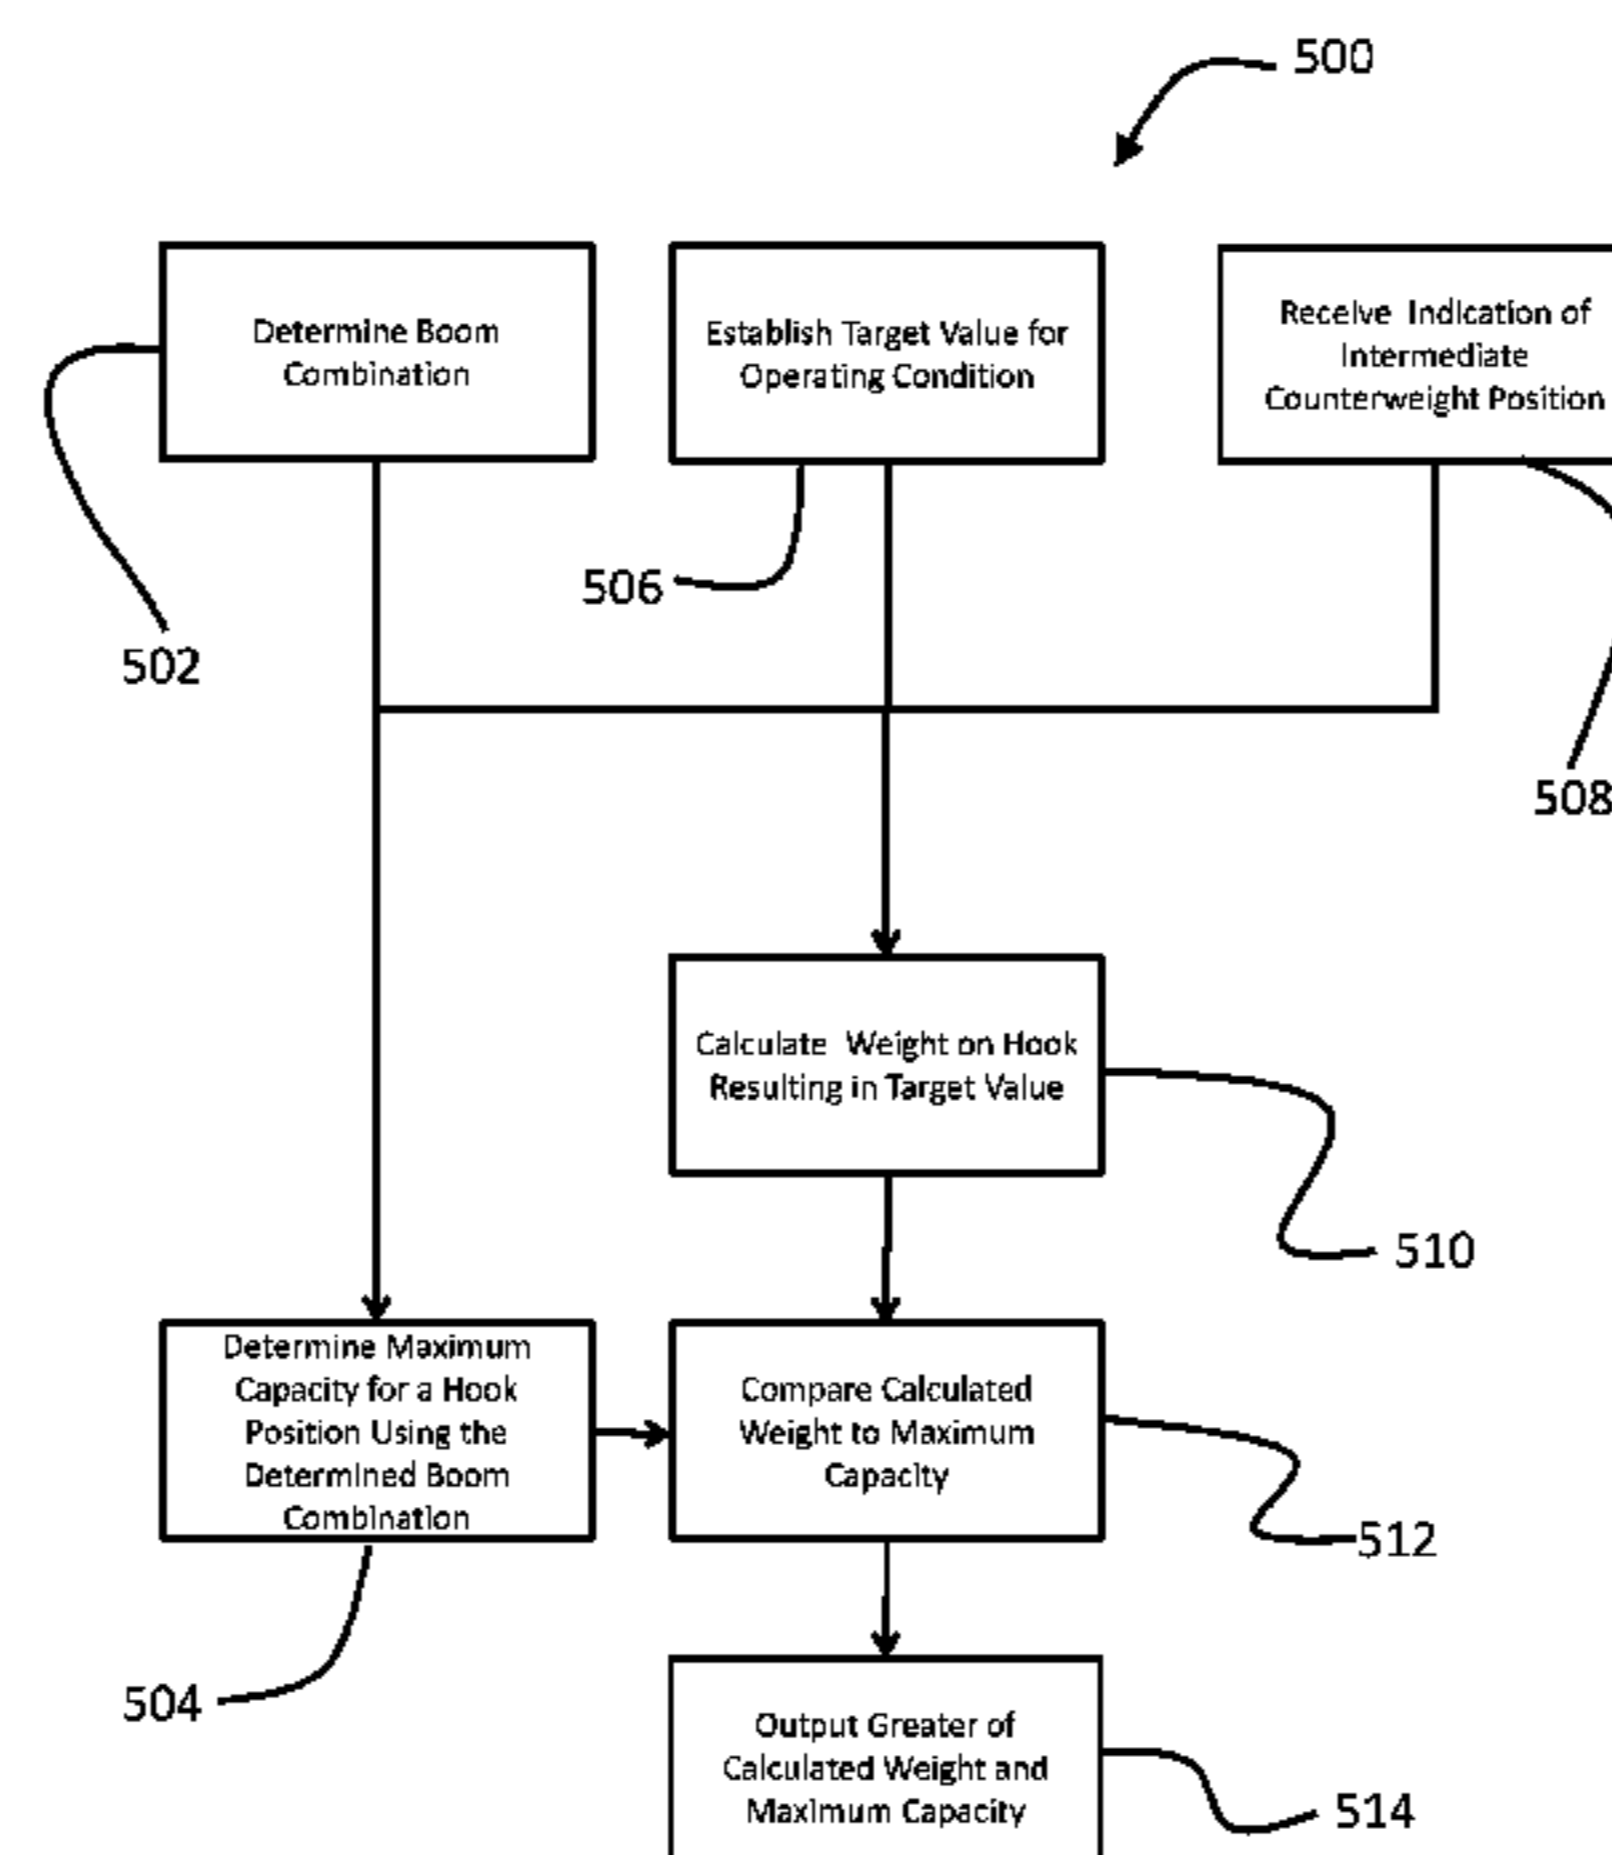 500
Determine Boom
Combination
Establish Target Value for
Operating Condition
Receive Indication of
Intermediate
Counterweight Position
506
502
508
Calculate Weight on Hook
Resulting in Target Value
510
Determine Maximum
Capacity for a Hook
Position Using the
Determined Boom
Combination
Compare Calculated
Weight to Maximum
Capacity
512
504
Output Greater of
Calculated Weight and
Maximum Capacity
514